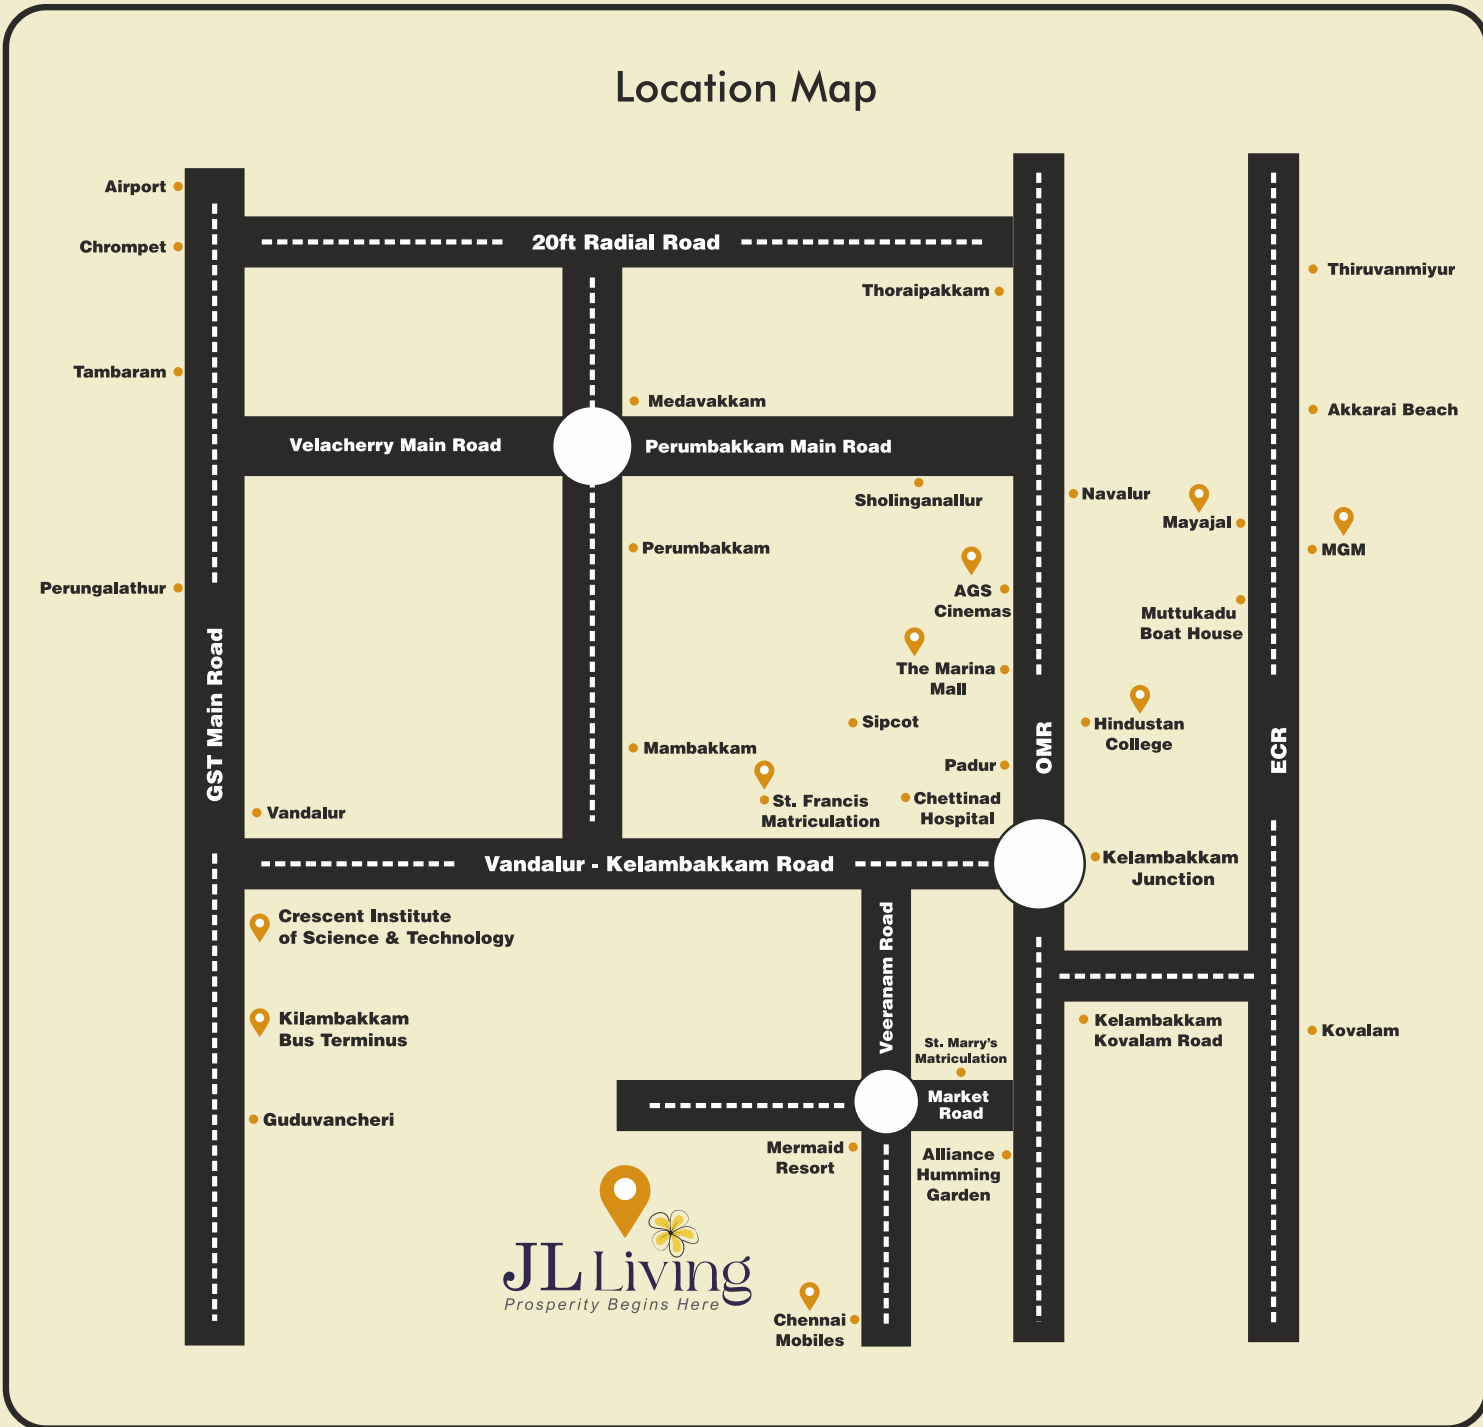 Location Map
Airport
Chrompet
20ft Radial Road
Thiruvanmiyur
Thoraipakkam
Tambaram
Medavakkam
Akkarai Beach
Velacherry Main Road
Perumbakkam Main Road
Sholinganallur
Navalur
Mayajal
MGM
Perumbakkam
Perungalathur
AGS
Cinemas
Muttukadu
Boat House
The Marina
Mall
GST Main Road
Sipcot
Hindustan
College
OMR
ECR
Mambakkam
Padur
St. Francis
Matriculation
Chettinad
Hospital
Vandalur
Vandalur - Kelambakkam Road
Kelambakkam
Junction
Crescent Institute
of Science & Technology
Veeranam Road
Kilambakkam
Bus Terminus
Kelambakkam
Kovalam Road
Kovalam
St. Marry's
Matriculation
Market
Road
Guduvancheri
Mermaid
Resort
Alliance
Humming
Garden
JL Living
Prosperity Begins Here
Chennai
Mobiles